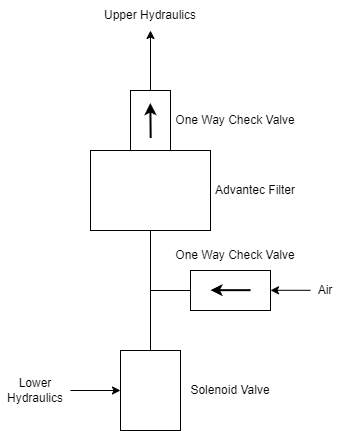 Upper Hydraulics
One Way Check Valve
Advantec Filter
One Way Check Valve
Air
Lower
Hydraulics
Solenoid Valve